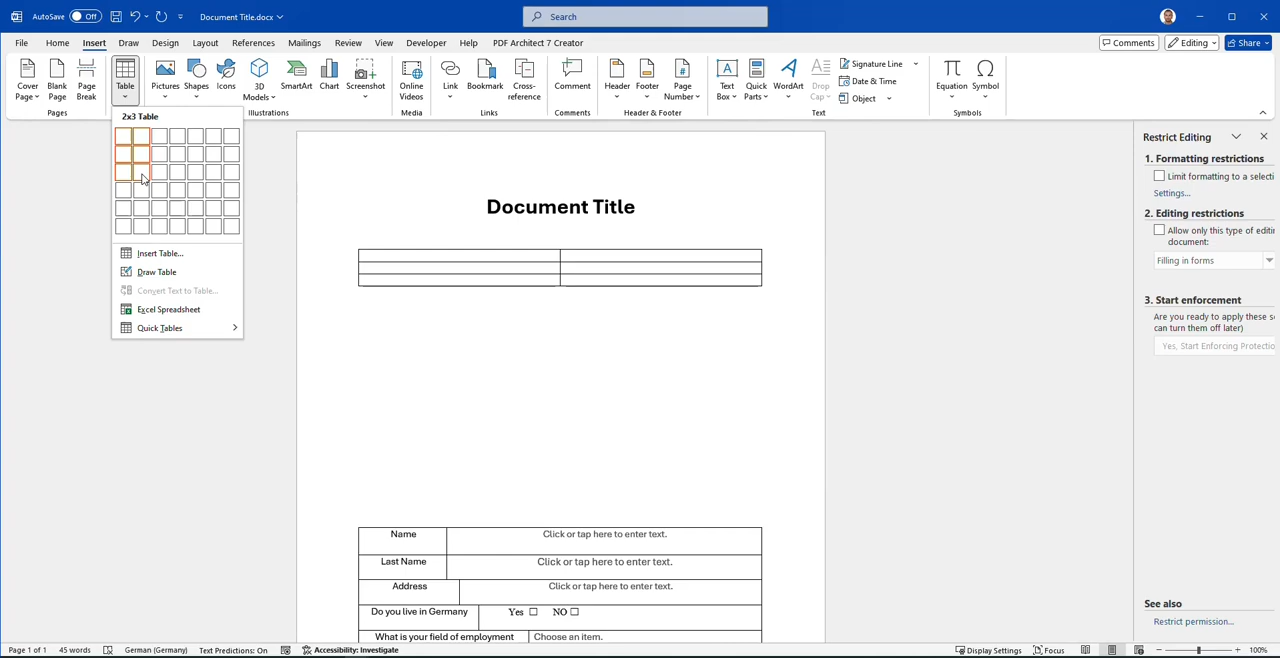 AutoSave Off Document Title.docx Search
File Home Insert Draw Design Layout References Mailings Review View Developer Help PDF Architect 7 Creator Comments Editing Share
Cover Page Blank Page Page Break Table Pictures Shapes Icons 3D Models SmartArt Chart Screenshot Online Videos Link Bookmark Cross-reference Comment Header Footer Page Number Text Box Quick Parts WordArt Drop Cap Signature Line Date & Time Object Equation Symbol
Pages Illustrations Media Links Comments Header & Footer Text Symbols
2x3 Table
Insert Table...
Draw Table
Convert Text to Table...
Excel Spreadsheet
Quick Tables
Document Title
Name Click or tap here to enter text.
Last Name Click or tap here to enter text.
Address Click or tap here to enter text.
Do you live in Germany Yes ☐ NO ☐
What is your field of employment Choose an item.
Restrict Editing
1. Formatting restrictions
Limit formatting to a selecti
Settings...
2. Editing restrictions
Allow only this type of editin
document:
Filling in forms
3. Start enforcement
Are you ready to apply these se
can turn them off later)
Yes, Start Enforcing Protectio
See also
Restrict permission...
Page 1 of 1 45 words German (Germany) Text Predictions: On Accessibility: Investigate Display Settings Focus 100%